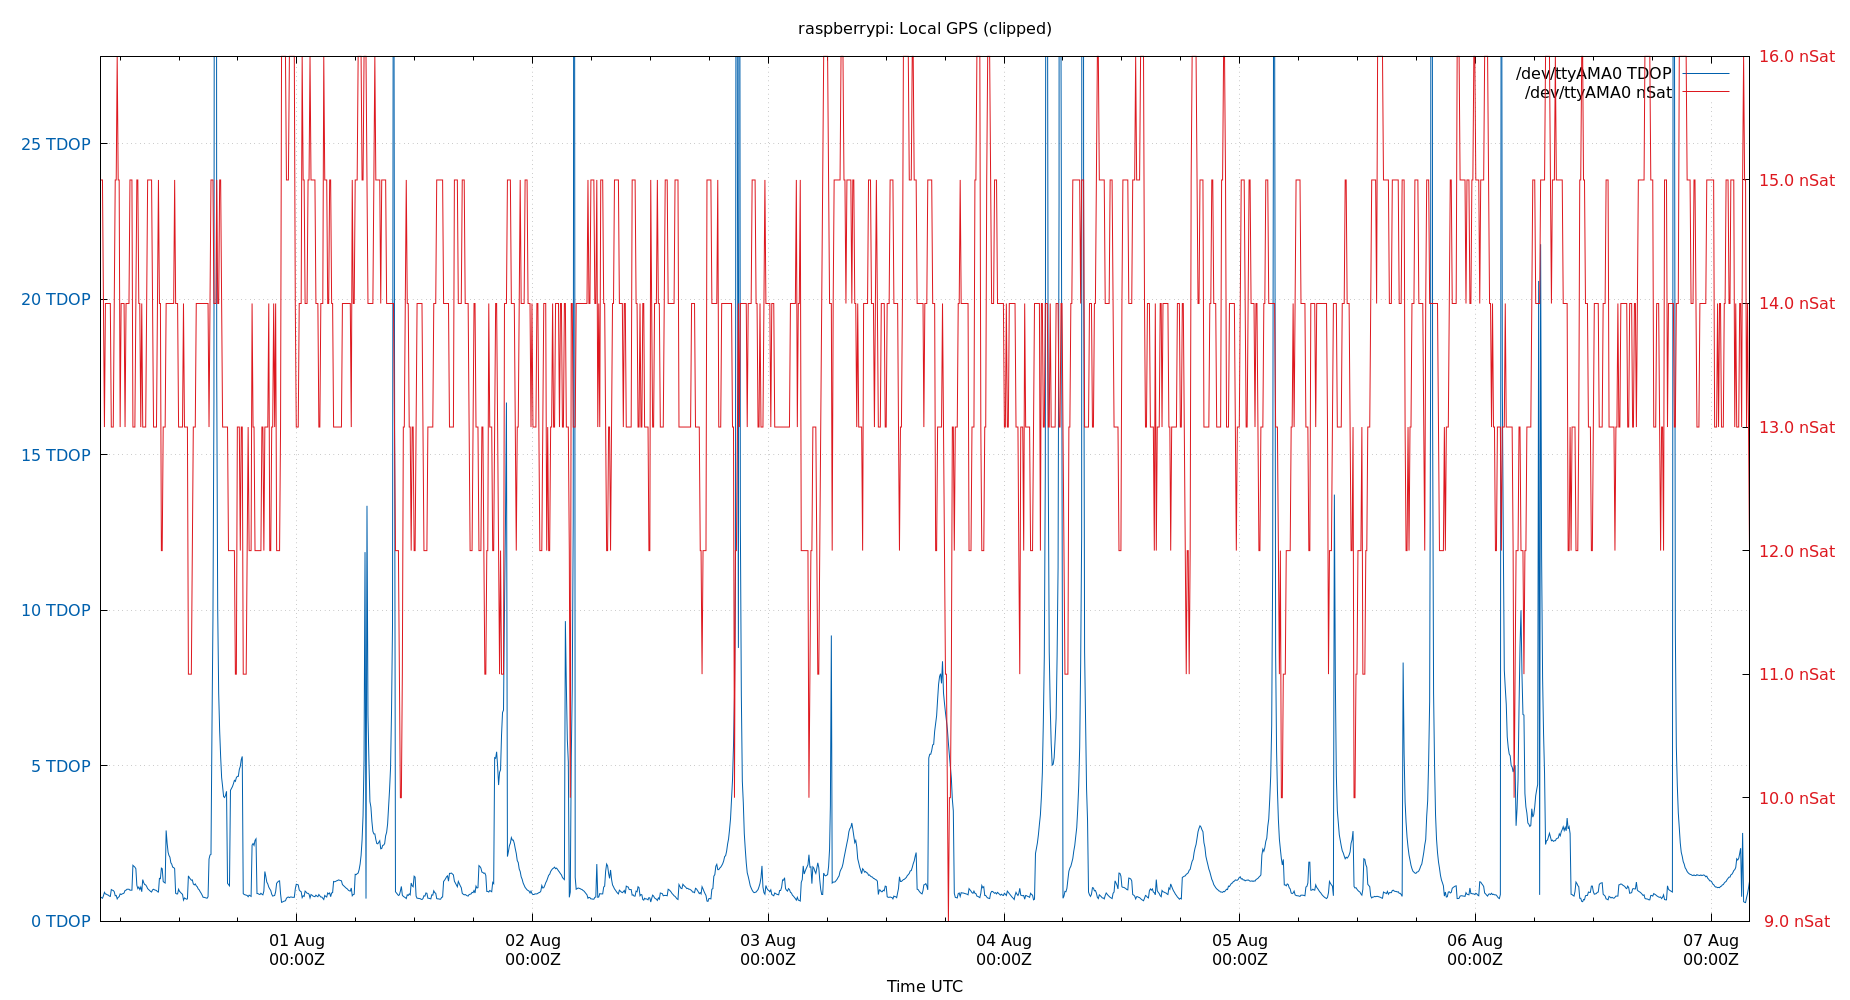 raspberrypi: Local GPS (clipped)
/dev/ttyAMA0 TDOP
/dev/ttyAMA0 nSat
25 TDOP
20 TDOP
15 TDOP
10 TDOP
5 TDOP
0 TDOP
16.0 nSat
15.0 nSat
14.0 nSat
13.0 nSat
12.0 nSat
11.0 nSat
10.0 nSat
9.0 nSat
01 Aug
00:00Z
02 Aug
00:00Z
03 Aug
00:00Z
04 Aug
00:00Z
05 Aug
00:00Z
06 Aug
00:00Z
07 Aug
00:00Z
Time UTC